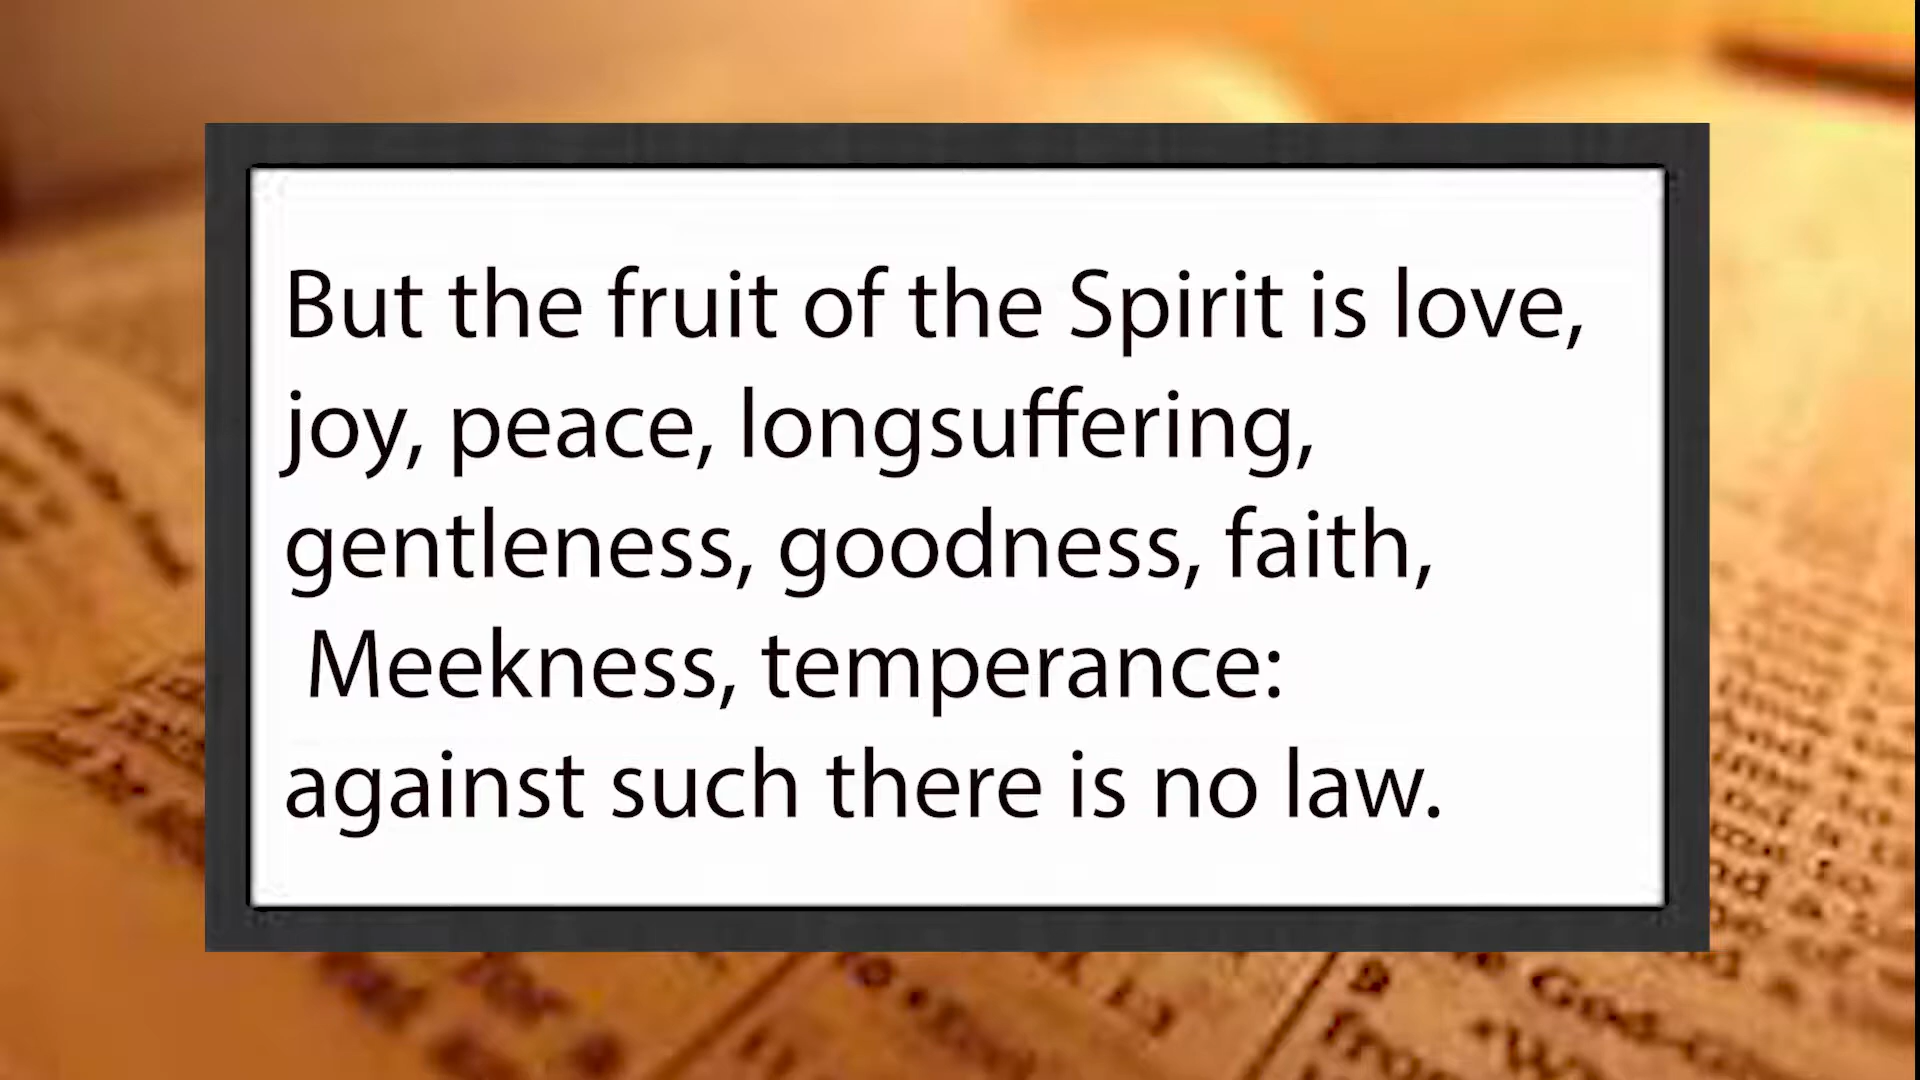 But the fruit of the Spirit is love,
joy, peace, longsuffering,
gentleness, goodness, faith,
Meekness, temperance:
against such there is no law.
God-